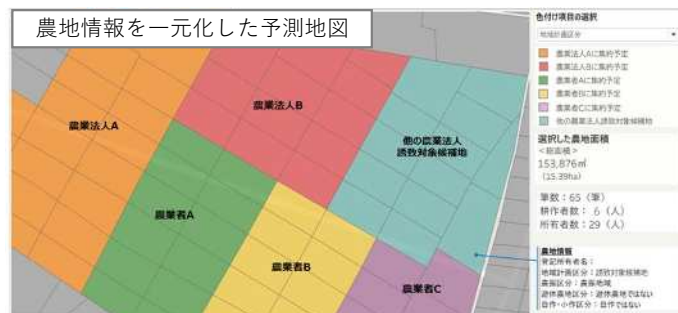 農地情報を一元化した予測地図
農業法人A
農業法人B
他の農業法人
誘致対象候補地
農業者A
農業者B
農業者C
色付け項目の選択
地域計画区分
農業法人Aに集約予定
農業法人Bに集約予定
農業者Aに集約予定
農業者Bに集約予定
農業者Cに集約予定
他の農業法人誘致対象候補地
選択した農地面積
<総面積>
153,876㎡
(15.39ha)
筆数：65（筆）
耕作者数： 6（人）
所有者数：29（人）
農地情報
登記所有者名：
地域計画区分：誘致対象候補地
農振区分：農振地域
遊休農地区分：遊休農地ではない
自作・小作区分：自作ではない